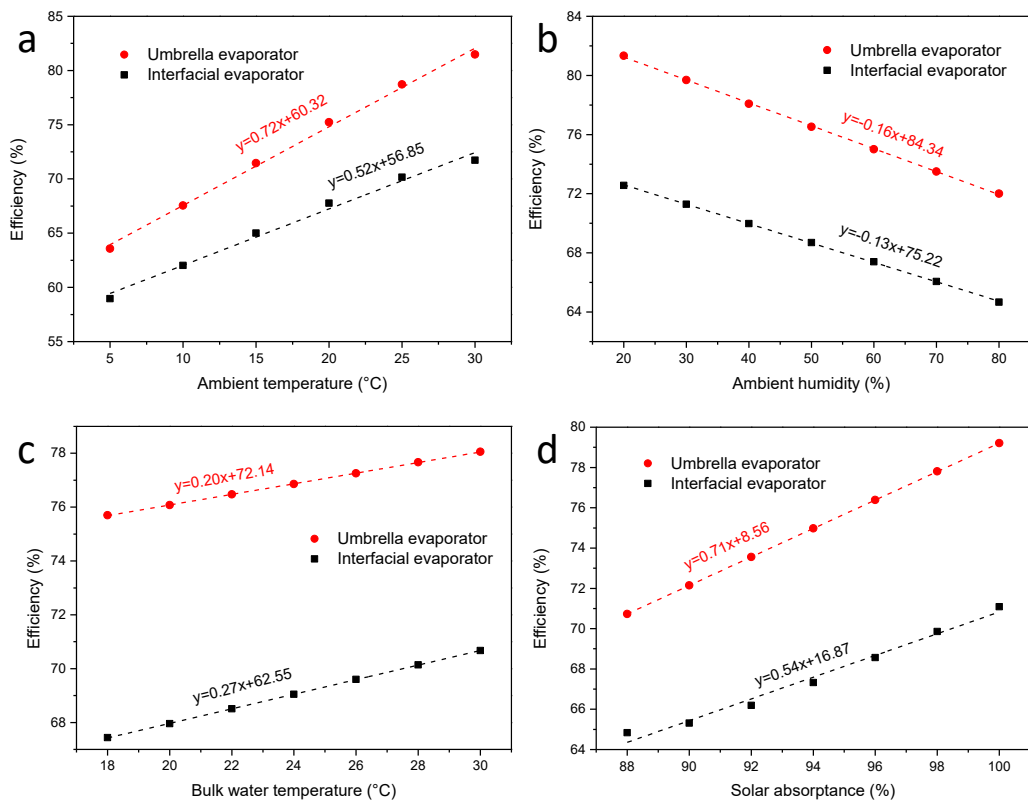 a
Umbrella evaporator
Interfacial evaporator
y=0.72x+60.32
y=0.52x+56.85
Efficiency (%)
85
80
75
70
65
60
55
5 10 15 20 25 30
Ambient temperature (°C)
b
Umbrella evaporator
Interfacial evaporator
y=-0.16x+84.34
y=-0.13x+75.22
Efficiency (%)
84
80
76
72
68
64
20 30 40 50 60 70 80
Ambient humidity (%)
c
y=0.20x+72.14
Umbrella evaporator
Interfacial evaporator
y=0.27x+62.55
Efficiency (%)
78
76
74
72
70
68
18 20 22 24 26 28 30
Bulk water temperature (°C)
d
Umbrella evaporator
Interfacial evaporator
y=0.71x+8.56
y=0.54x+16.87
Efficiency (%)
80
78
76
74
72
70
68
66
64
88 90 92 94 96 98 100
Solar absorptance (%)